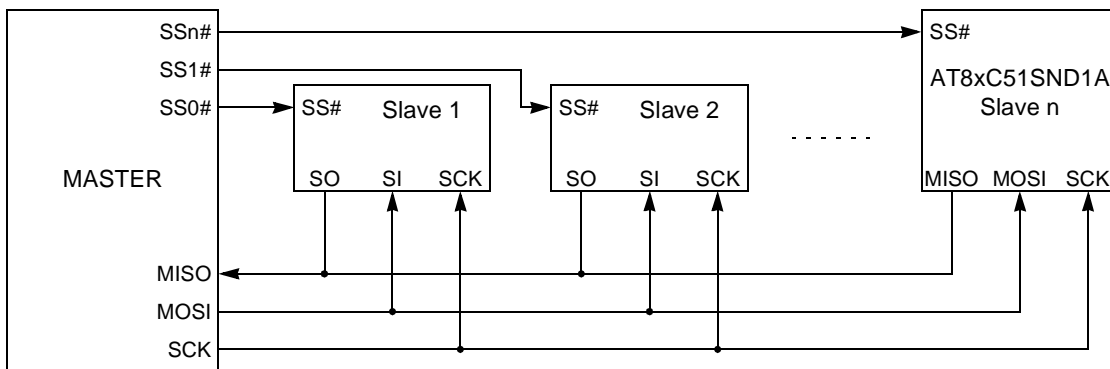 SSn#
SS1#
SS0#
MASTER
MISO
MOSI
SCK
SS# Slave 1
SO SI SCK
SS# Slave 2
SO SI SCK
SS#
AT8xC51SND1A
Slave n
MISO MOSI SCK